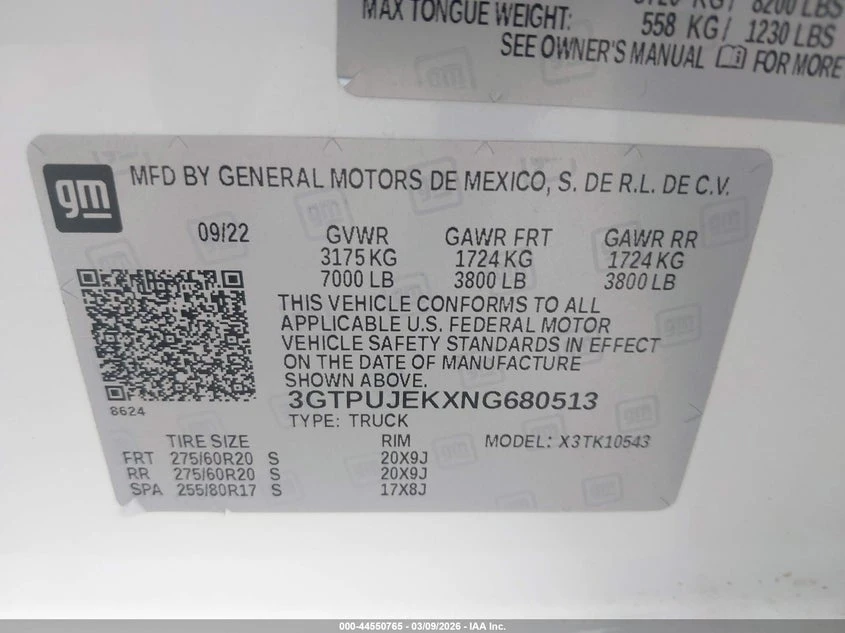 8200 LBS
MAX TONGUE WEIGHT: 558 KG/ 1230 LBS
SEE OWNER'S MANUAL FOR MORE
gm
MFD BY GENERAL MOTORS DE MEXICO, S. DE R.L. DE C.V.
09/22 GVWR GAWR FRT GAWR RR
3175 KG 1724 KG 1724 KG
7000 LB 3800 LB 3800 LB
THIS VEHICLE CONFORMS TO ALL
APPLICABLE U.S. FEDERAL MOTOR
VEHICLE SAFETY STANDARDS IN EFFECT
ON THE DATE OF MANUFACTURE
SHOWN ABOVE.
8624
3GTPUJEKXNG680513
TYPE: TRUCK
TIRE SIZE RIM MODEL: X3TK10543
FRT 275/60R20 S 20X9J
RR 275/60R20 S 20X9J
SPA 255/80R17 S 17X8J
000-44550765 - 03/09/2026 - IAA Inc.